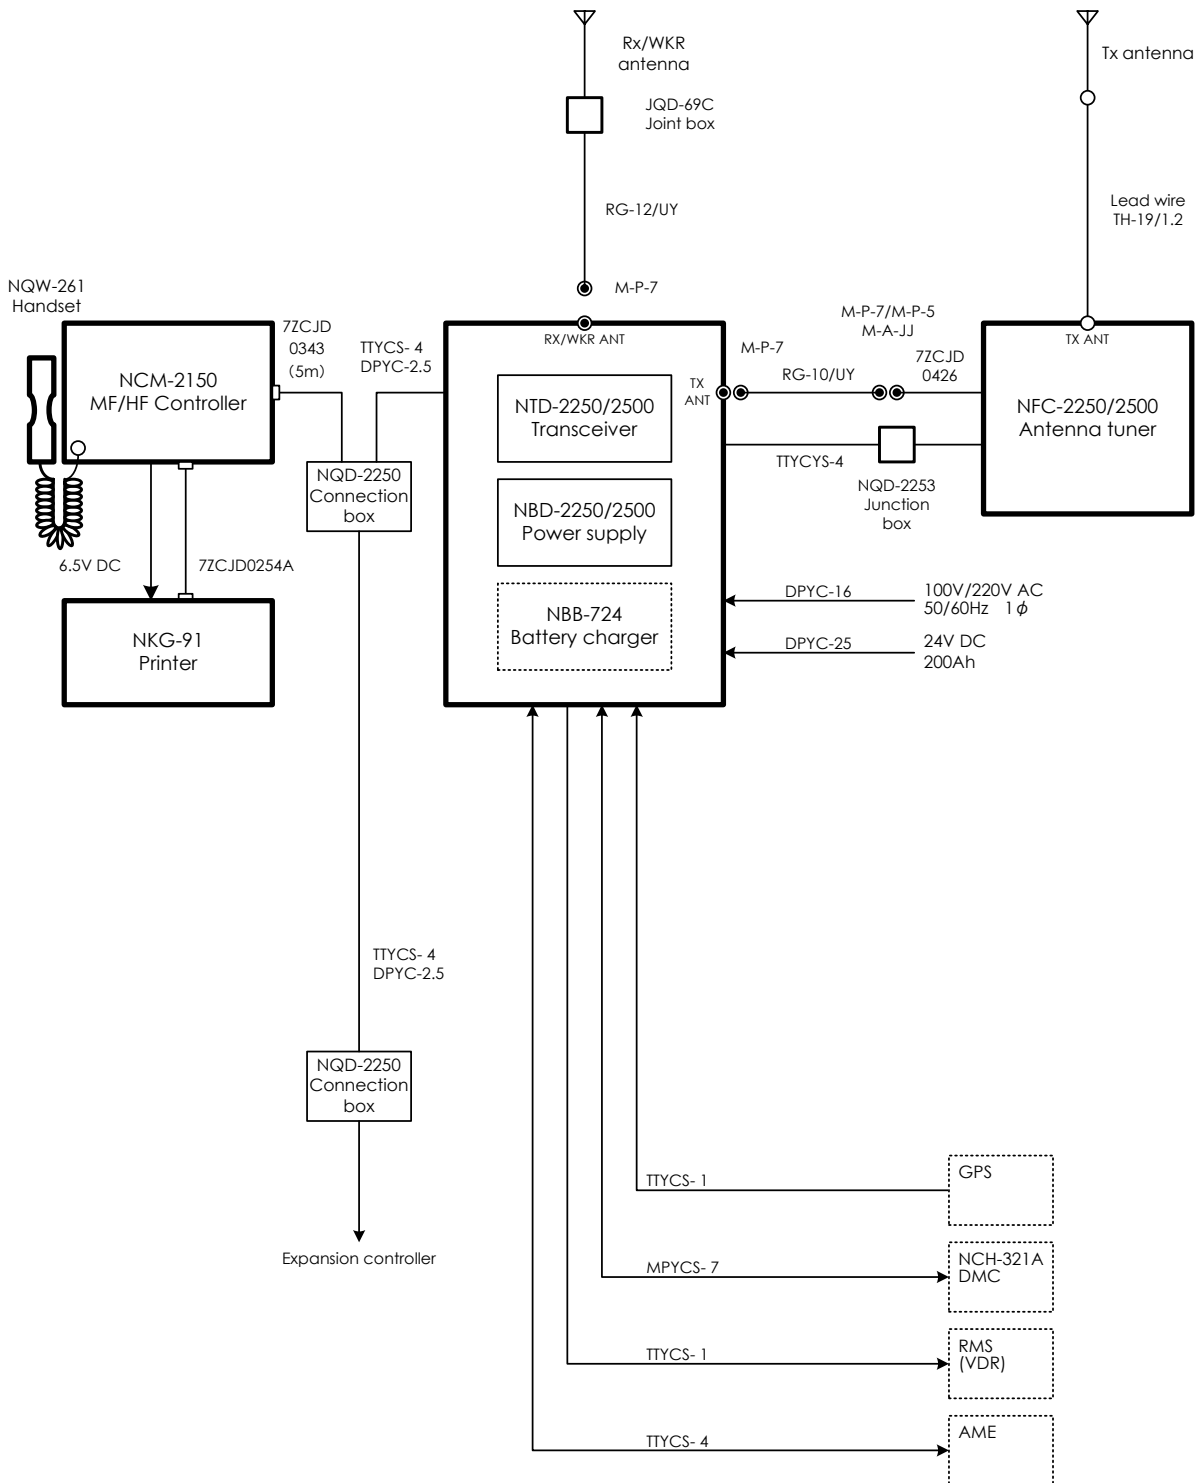 Rx/WKR
antenna
Tx antenna
JQD-69C
Joint box
RG-12/UY
Lead wire
TH-19/1.2
NQW-261
Handset
M-P-7
7ZCJD
0343
(5m)
TTYCS- 4
DPYC-2.5
RX/WKR ANT
M-P-7/M-P-5
M-A-JJ
M-P-7
7ZCJD
0426
TX ANT
NCM-2150
MF/HF Controller
NTD-2250/2500
Transceiver
TX
ANT
RG-10/UY
NFC-2250/2500
Antenna tuner
TTYCYS-4
NQD-2250
Connection
box
NQD-2253
Junction
box
NBD-2250/2500
Power supply
6.5V DC
7ZCJD0254A
NBB-724
Battery charger
DPYC-16
100V/220V AC
50/60Hz 1ϕ
NKG-91
Printer
DPYC-25
24V DC
200Ah
TTYCS- 4
DPYC-2.5
NQD-2250
Connection
box
Expansion controller
TTYCS- 1
GPS
MPYCS- 7
NCH-321A
DMC
TTYCS- 1
RMS
(VDR)
TTYCS- 4
AME